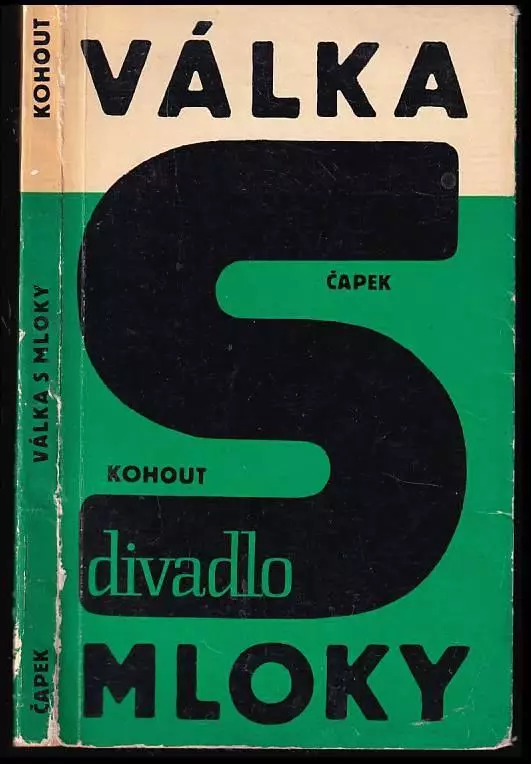 KOHOUT
VÁLKA S MLOKY
ČAPEK
VÁLKA
S
ČAPEK
KOHOUT
divadlo
MLOKY